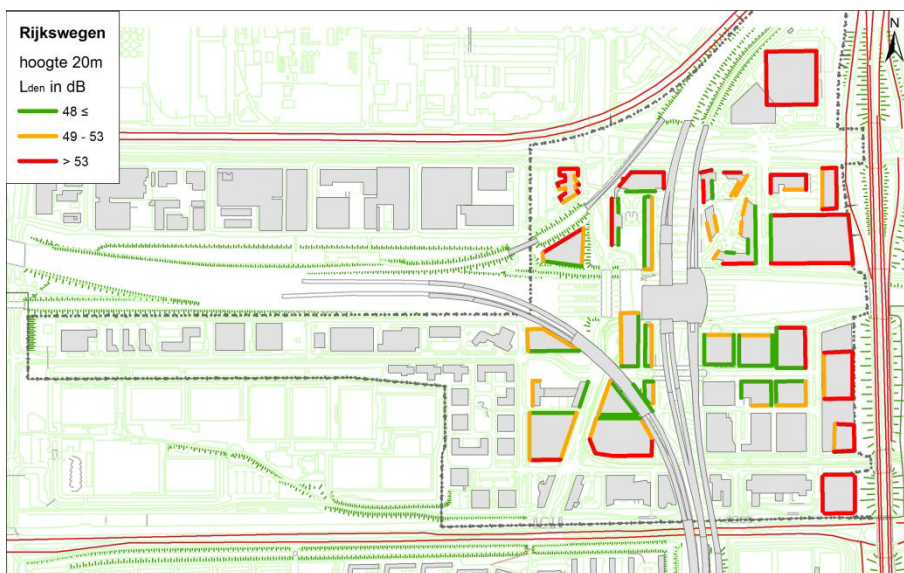 Rijkswegen
hoogte 20m
Lden in dB
48 ≤
49 - 53
> 53
N